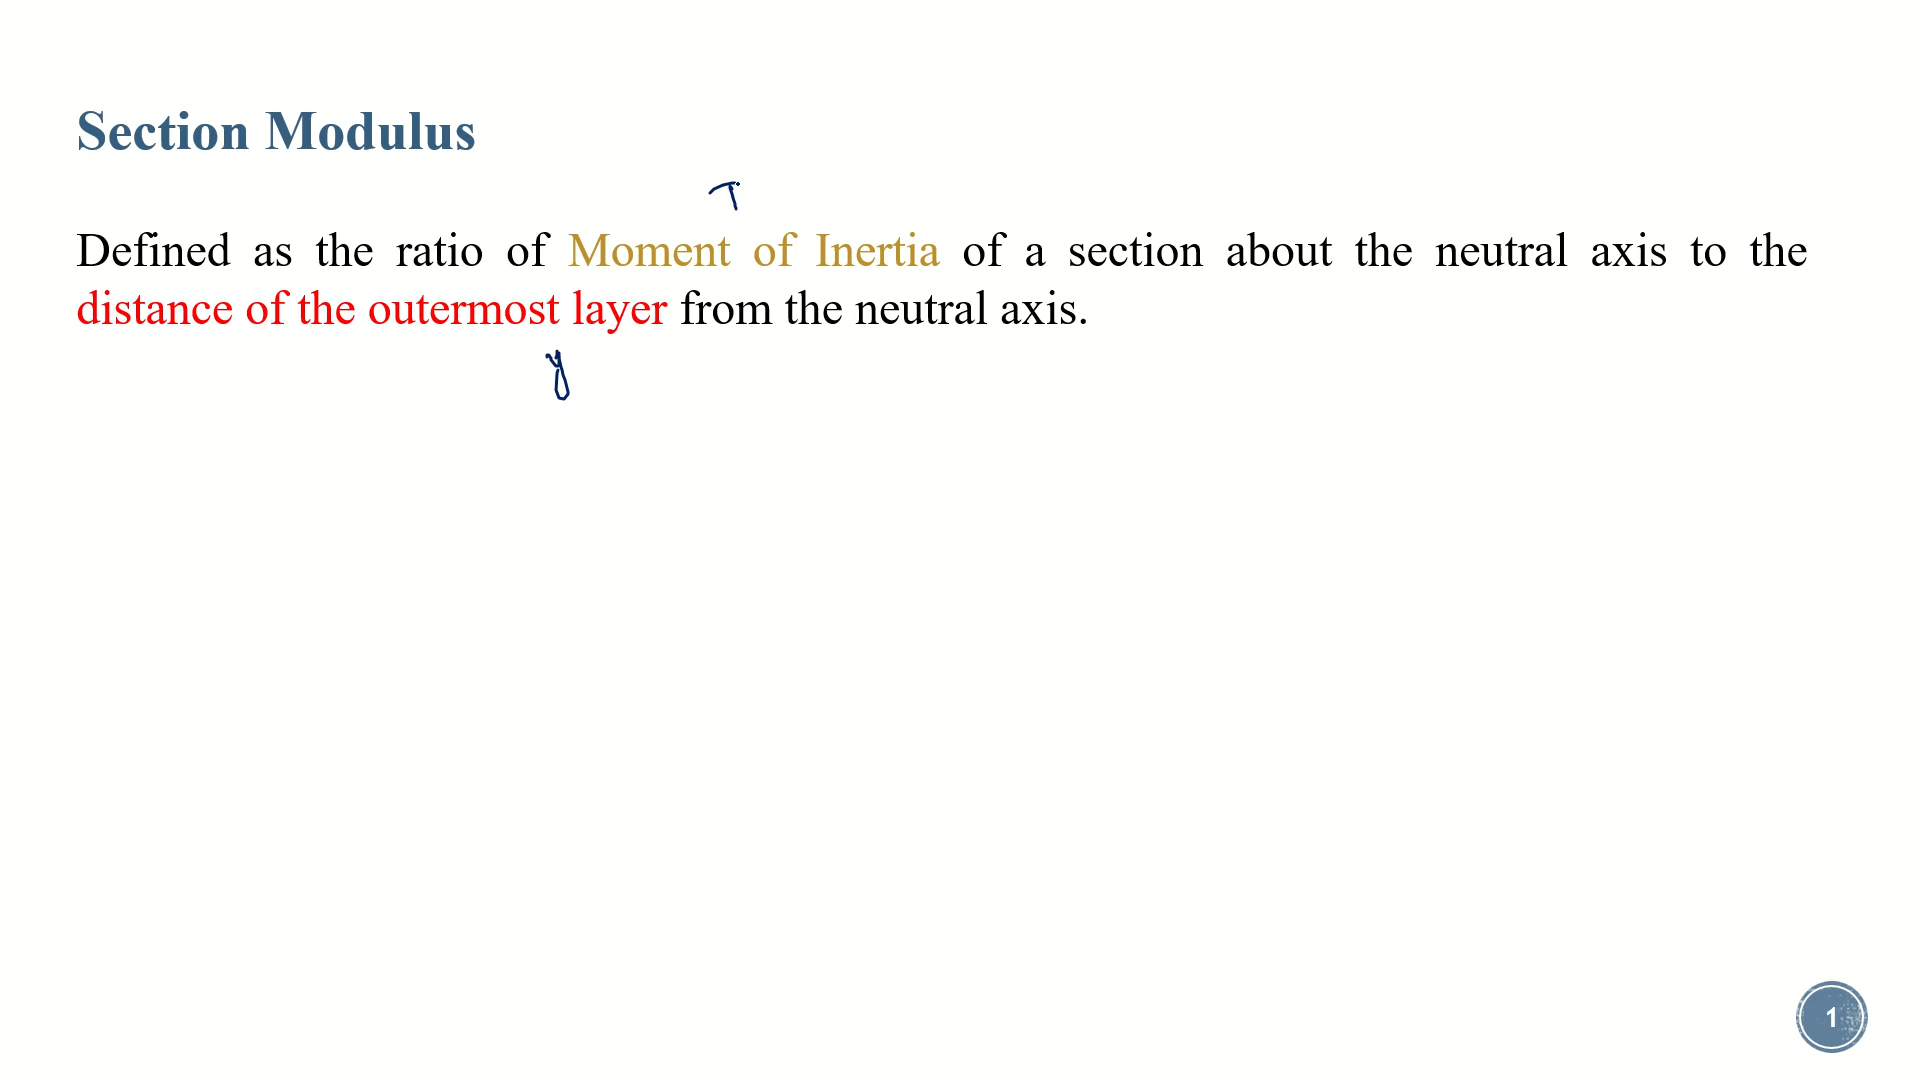 Section Modulus
Defined as the ratio of Moment of Inertia of a section about the neutral axis to the
distance of the outermost layer from the neutral axis.
y
1